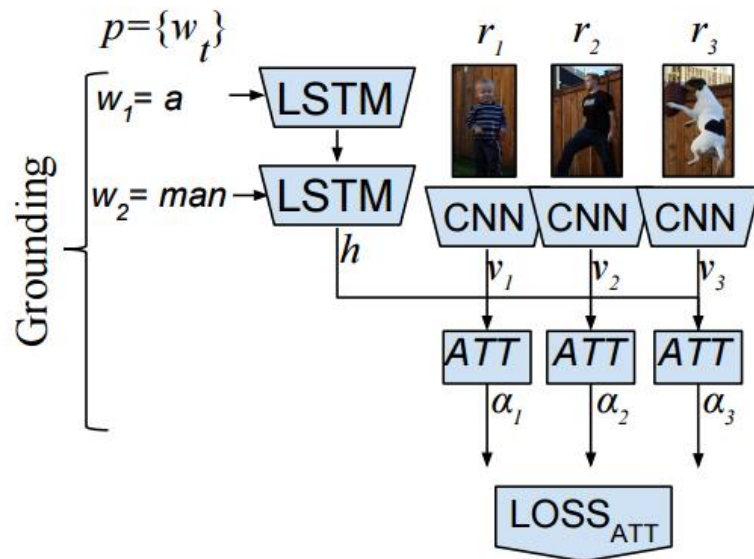 p={w_t}
r_1 r_2 r_3
w_1= a
LSTM
w_2= man
LSTM
CNN CNN CNN
Grounding
h
v_1 v_2 v_3
ATT ATT ATT
α_1 α_2 α_3
LOSS_ATT